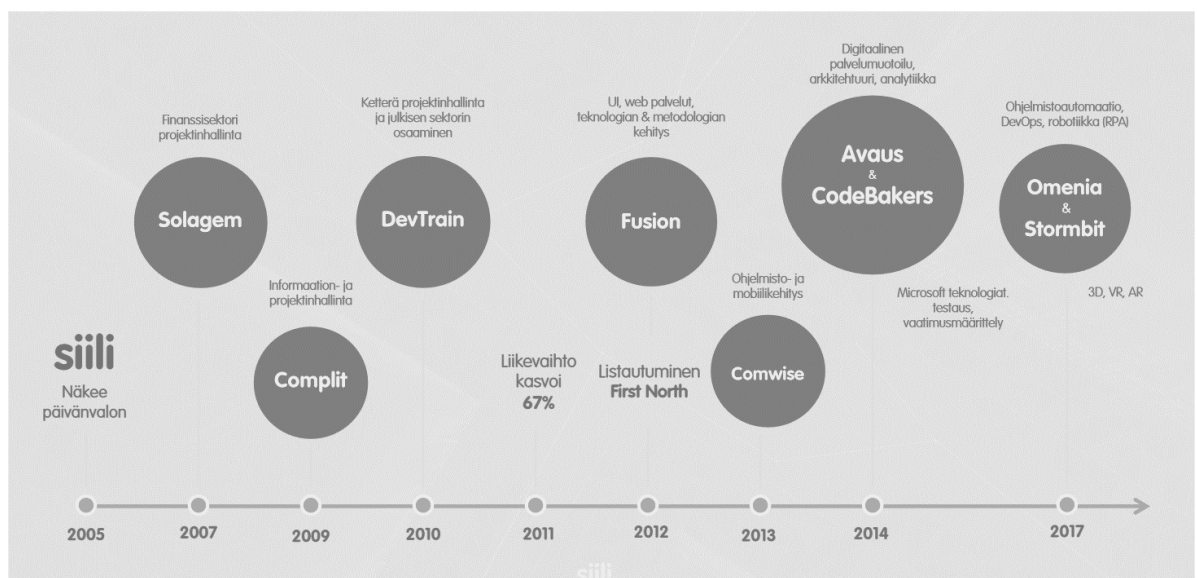 siili
Näkee
päivänvalon
Finanssisektori
projektinhallinta
Solagem
Informaation- ja
projektinhallinta
Complit
Ketterä projektinhallinta
ja julkisen sektorin
osaaminen
DevTrain
Liikevaihto
kasvoi
67%
UI, web palvelut,
teknologian & metodologian
kehitys
Fusion
Listautuminen
First North
Ohjelmisto- ja
mobiilikehitys
Comwise
Digitaalinen
palvelumuotoilu,
arkkitehtuuri, analytiikka
Avaus
&
CodeBakers
Microsoft teknologiat.
testaus,
vaatimusmäärittely
Ohjelmistoautomaatio,
DevOps, robotiikka (RPA)
Omenia
&
Stormbit
3D, VR, AR
2005
2007
2009
2010
2011
2012
2013
2014
2017
siili